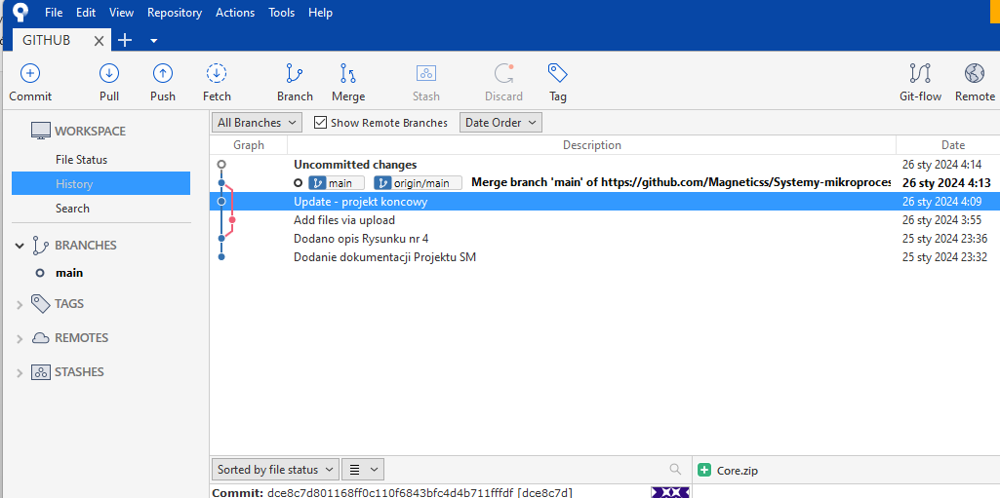 File Edit View Repository Actions Tools Help
GITHUB
Commit Pull Push Fetch Branch Merge Stash Discard Tag Git-flow Remote
WORKSPACE
File Status
History
Search
BRANCHES
main
TAGS
REMOTES
STASHES
All Branches Show Remote Branches Date Order
Graph Description Date
Uncommitted changes 26 sty 2024 4:14
main origin/main Merge branch 'main' of https://github.com/Magneticss/Systemy-mikroproces 26 sty 2024 4:13
Update - projekt koncowy 26 sty 2024 4:09
Add files via upload 26 sty 2024 3:55
Dodano opis Rysunku nr 4 25 sty 2024 23:36
Dodanie dokumentacji Projektu SM 25 sty 2024 23:32
Sorted by file status Core.zip
Commit: dce8c7d801168ff0c110f6843bfc4d4b711fffdf [dce8c7d]